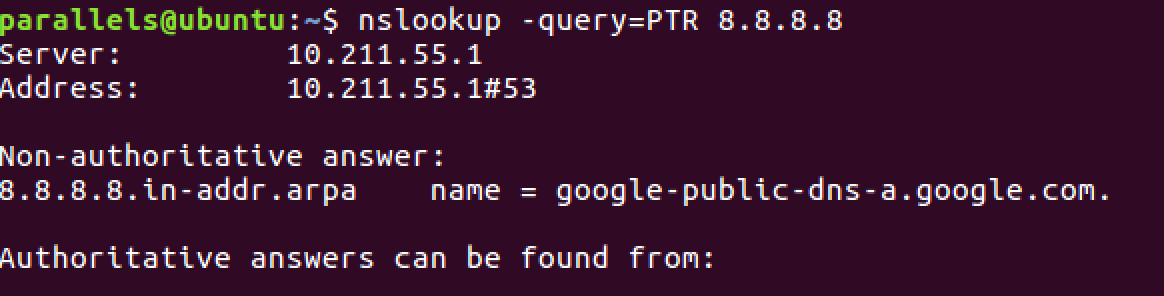 parallels@ubuntu:~$ nslookup -query=PTR 8.8.8.8
Server:         10.211.55.1
Address:        10.211.55.1#53
Non-authoritative answer:
8.8.8.8.in-addr.arpa    name = google-public-dns-a.google.com.
Authoritative answers can be found from: